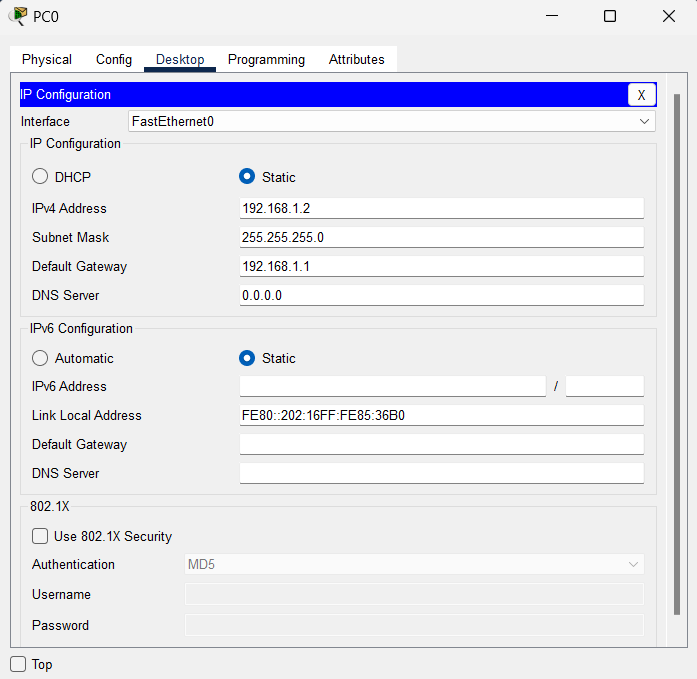 PC0
Physical Config Desktop Programming Attributes
IP Configuration X
Interface FastEthernet0
IP Configuration
DHCP Static
IPv4 Address 192.168.1.2
Subnet Mask 255.255.255.0
Default Gateway 192.168.1.1
DNS Server 0.0.0.0
IPv6 Configuration
Automatic Static
IPv6 Address /
Link Local Address FE80::202:16FF:FE85:36B0
Default Gateway
DNS Server
802.1X
Use 802.1X Security
Authentication MD5
Username
Password
Top